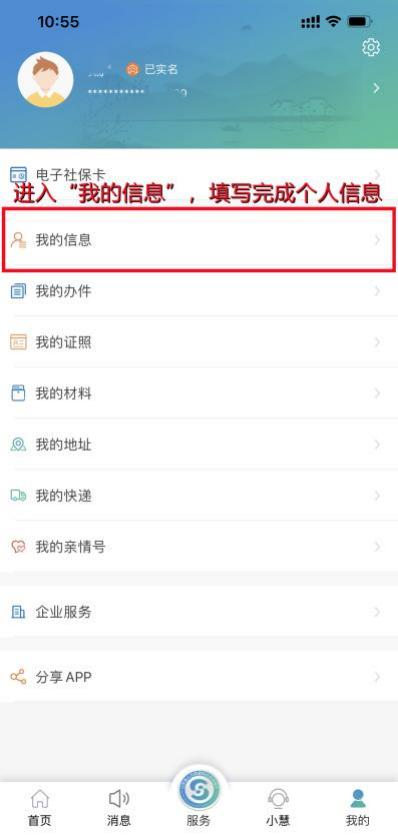 10:55
已实名
电子社保卡
进入“我的信息”，填写完成个人信息
我的信息
我的办件
我的证照
我的材料
我的地址
我的快递
我的亲情号
企业服务
分享APP
首页
消息
服务
小慧
我的